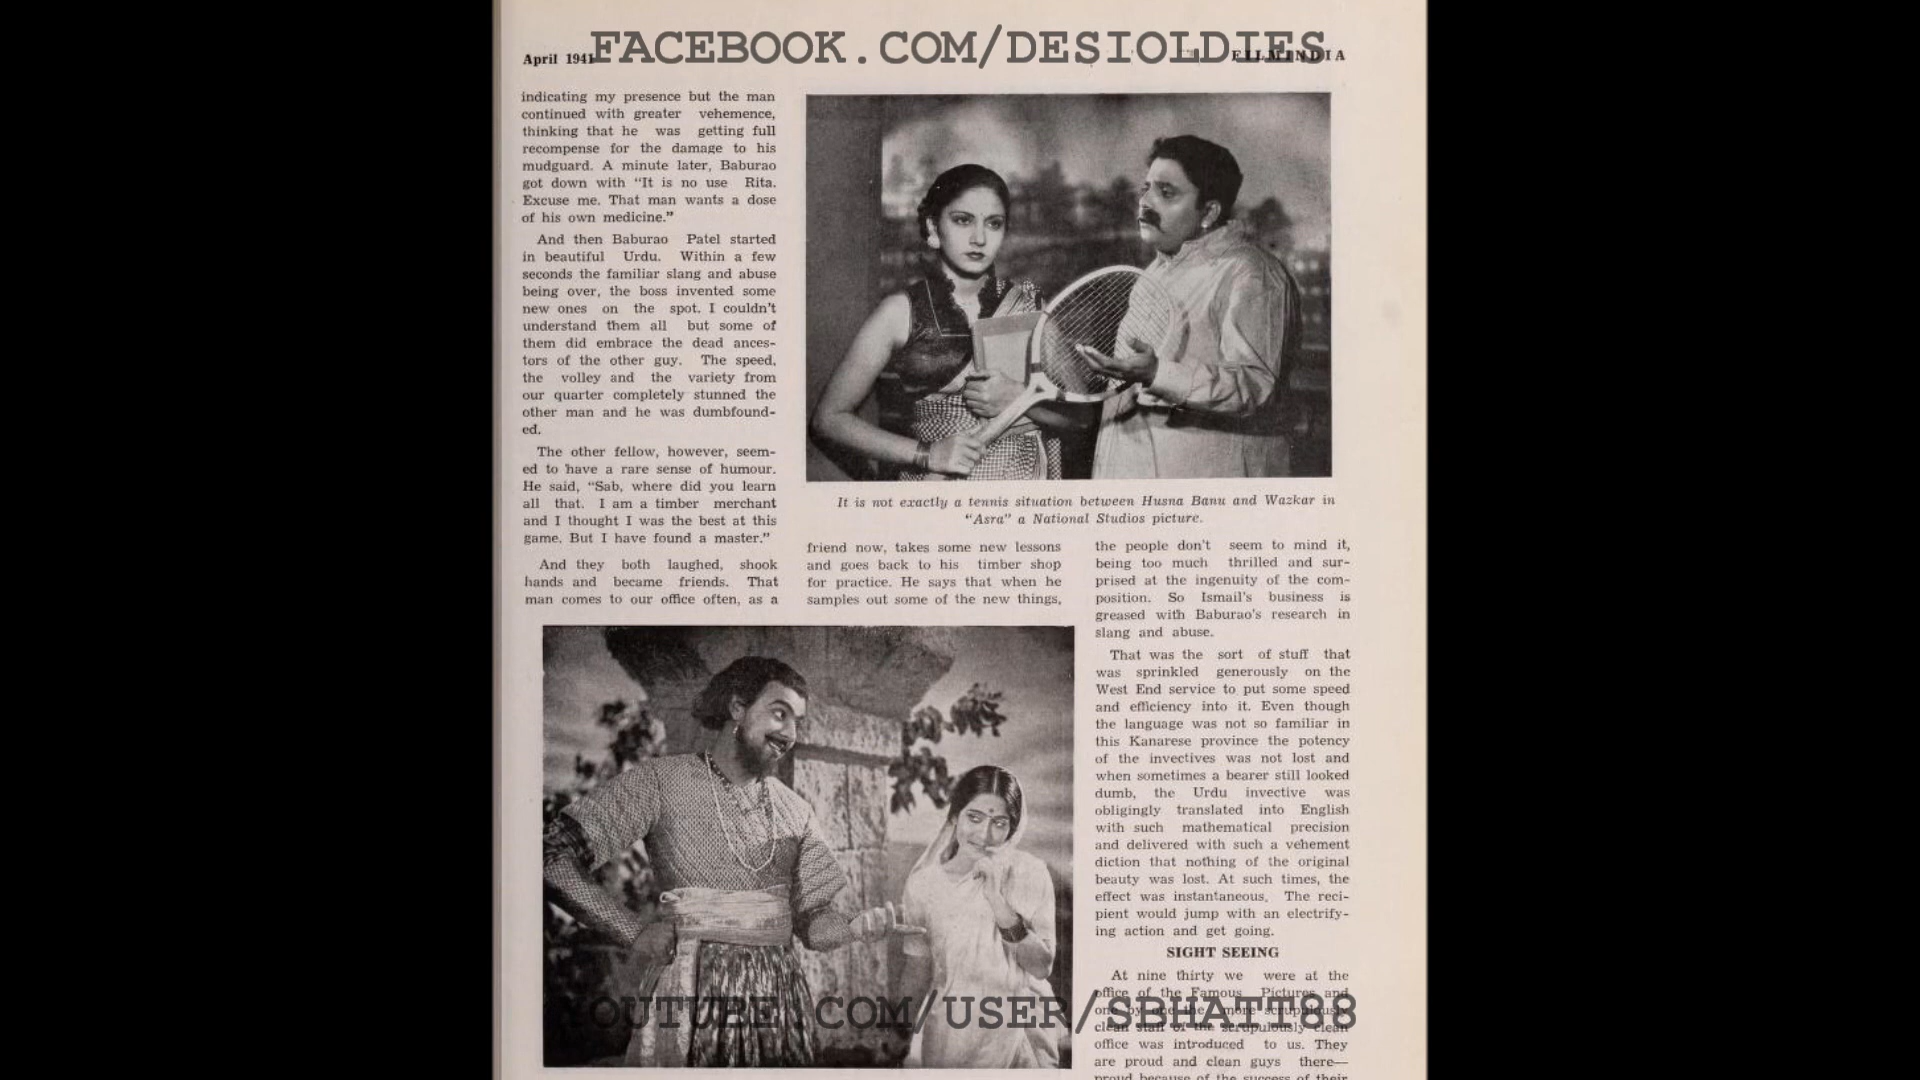 FACEBOOK.COM/DESIOLDIES
April 1941
FILMINDIA
indicating my presence but the man
continued with greater vehemence,
thinking that he was getting full
recompense for the damage to his
mudguard. A minute later, Baburao
got down with “It is no use Rita.
Excuse me. That man wants a dose
of his own medicine.”
And then Baburao Patel started
in beautiful Urdu. Within a few
seconds the familiar slang and abuse
being over, the boss invented some
new ones on the spot. I couldn't
understand them all but some of
them did embrace the dead ances-
tors of the other guy. The speed,
the volley and the variety from
our quarter completely stunned the
other man and he was dumbfound-
ed.
The other fellow, however, seem-
ed to have a rare sense of humour.
He said, “Sab, where did you learn
all that. I am a timber merchant
and I thought I was the best at this
game. But I have found a master.”
And they both laughed, shook
hands and became friends. That
man comes to our office often, as a
It is not exactly a tennis situation between Husna Banu and Wazkar in
“Asra” a National Studios picture.
friend now, takes some new lessons
and goes back to his timber shop
for practice. He says that when he
samples out some of the new things,
the people don't seem to mind it,
being too much thrilled and sur-
prised at the ingenuity of the com-
position. So Ismail's business is
greased with Baburao's research in
slang and abuse.
That was the sort of stuff that
was sprinkled generously on the
West End service to put some speed
and efficiency into it. Even though
the language was not so familiar in
this Kanarese province the potency
of the invectives was not lost and
when sometimes a bearer still looked
dumb, the Urdu invective was
obligingly translated into English
with such mathematical precision
and delivered with such a vehement
diction that nothing of the original
beauty was lost. At such times, the
effect was instantaneous. The reci-
pient would jump with an electrify-
ing action and get going.
SIGHT SEEING
At nine thirty we were at the
office of the Famous Pictures and
one by one the more scrupulously
clean staff of the scrupulously clean
office was introduced to us. They
are proud and clean guys there—
proud because of the success of their
YOUTUBE.COM/USER/SBHATT88